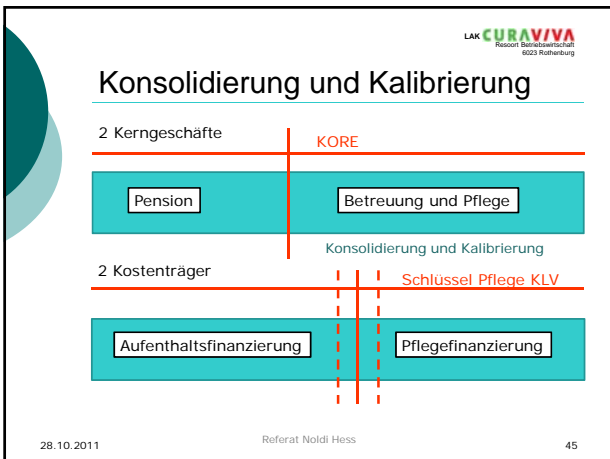 LAK CURAVIVA
Resoort Betriebswirtschaft
6023 Rothenburg
Konsolidierung und Kalibrierung
2 Kerngeschäfte
KORE
Pension
Betreuung und Pflege
Konsolidierung und Kalibrierung
2 Kostenträger
Schlüssel Pflege KLV
Aufenthaltsfinanzierung
Pflegefinanzierung
28.10.2011
Referat Noldi Hess
45